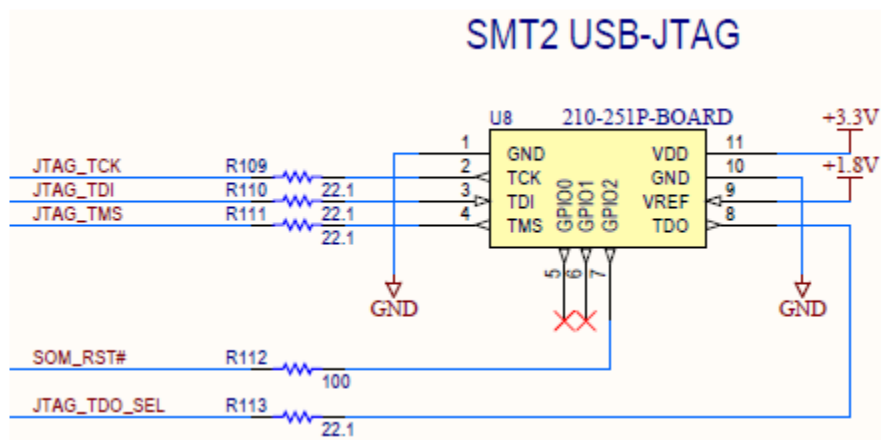 SMT2 USB-JTAG
U8 210-251P-BOARD +3.3V
1 GND VDD 11
JTAG_TCK R109 2 TCK GND 10 +1.8V
JTAG_TDI R110 22.1 3 TDI VREF 9
JTAG_TMS R111 22.1 4 TMS TDO 8
22.1
GPIO0
GPIO1
GPIO2
5 6 7
GND GND
SOM_RST# R112
100
JTAG_TDO_SEL R113
22.1